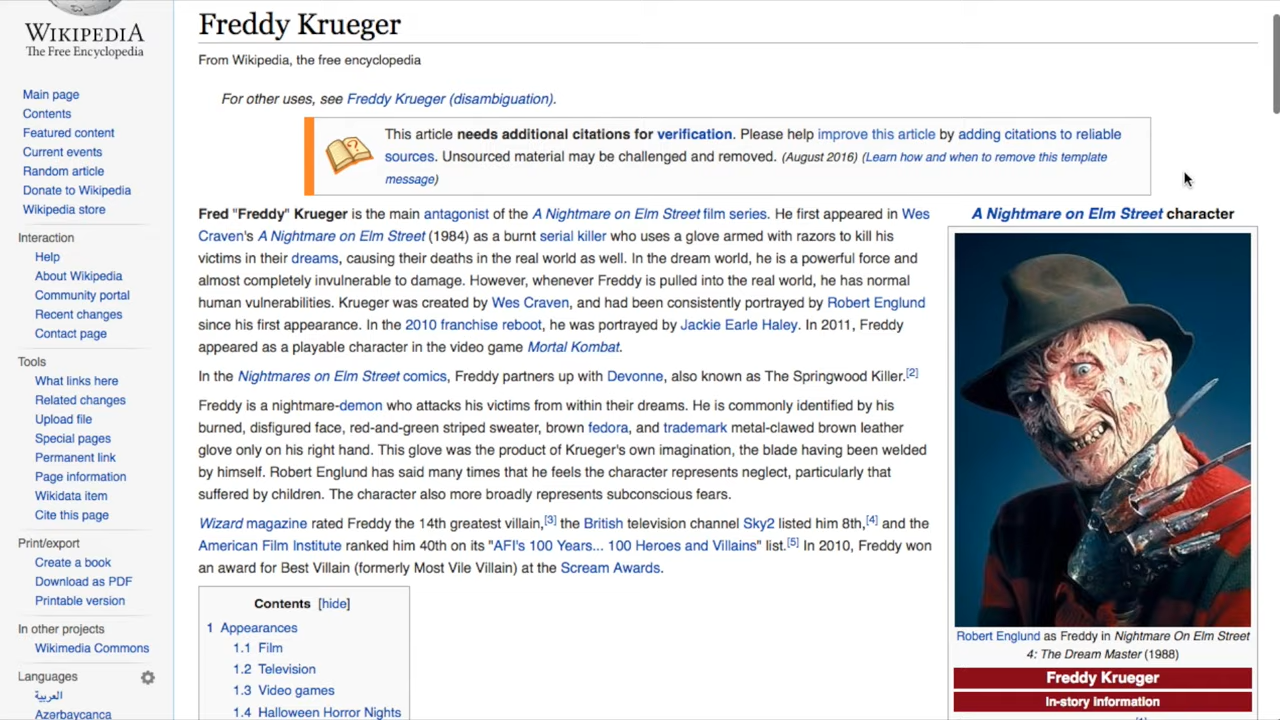 WIKIPEDIA
The Free Encyclopedia
Main page
Contents
Featured content
Current events
Random article
Donate to Wikipedia
Wikipedia store
Interaction
Help
About Wikipedia
Community portal
Recent changes
Contact page
Tools
What links here
Related changes
Upload file
Special pages
Permanent link
Page information
Wikidata item
Cite this page
Print/export
Create a book
Download as PDF
Printable version
In other projects
Wikimedia Commons
Languages
العربية
Azərbaycanca
Freddy Krueger
From Wikipedia, the free encyclopedia
For other uses, see Freddy Krueger (disambiguation).
This article needs additional citations for verification. Please help improve this article by adding citations to reliable
sources. Unsourced material may be challenged and removed. (August 2016) (Learn how and when to remove this template
message)
Fred "Freddy" Krueger is the main antagonist of the A Nightmare on Elm Street film series. He first appeared in Wes
Craven's A Nightmare on Elm Street (1984) as a burnt serial killer who uses a glove armed with razors to kill his
victims in their dreams, causing their deaths in the real world as well. In the dream world, he is a powerful force and
almost completely invulnerable to damage. However, whenever Freddy is pulled into the real world, he has normal
human vulnerabilities. Krueger was created by Wes Craven, and had been consistently portrayed by Robert Englund
since his first appearance. In the 2010 franchise reboot, he was portrayed by Jackie Earle Haley. In 2011, Freddy
appeared as a playable character in the video game Mortal Kombat.
In the Nightmares on Elm Street comics, Freddy partners up with Devonne, also known as The Springwood Killer.[2]
Freddy is a nightmare-demon who attacks his victims from within their dreams. He is commonly identified by his
burned, disfigured face, red-and-green striped sweater, brown fedora, and trademark metal-clawed brown leather
glove only on his right hand. This glove was the product of Krueger's own imagination, the blade having been welded
by himself. Robert Englund has said many times that he feels the character represents neglect, particularly that
suffered by children. The character also more broadly represents subconscious fears.
Wizard magazine rated Freddy the 14th greatest villain,[3] the British television channel Sky2 listed him 8th,[4] and the
American Film Institute ranked him 40th on its "AFI's 100 Years... 100 Heroes and Villains" list.[5] In 2010, Freddy won
an award for Best Villain (formerly Most Vile Villain) at the Scream Awards.
Contents [hide]
1 Appearances
1.1 Film
1.2 Television
1.3 Video games
1.4 Halloween Horror Nights
A Nightmare on Elm Street character
Robert Englund as Freddy in Nightmare On Elm Street
4: The Dream Master (1988)
Freddy Krueger
In-story information